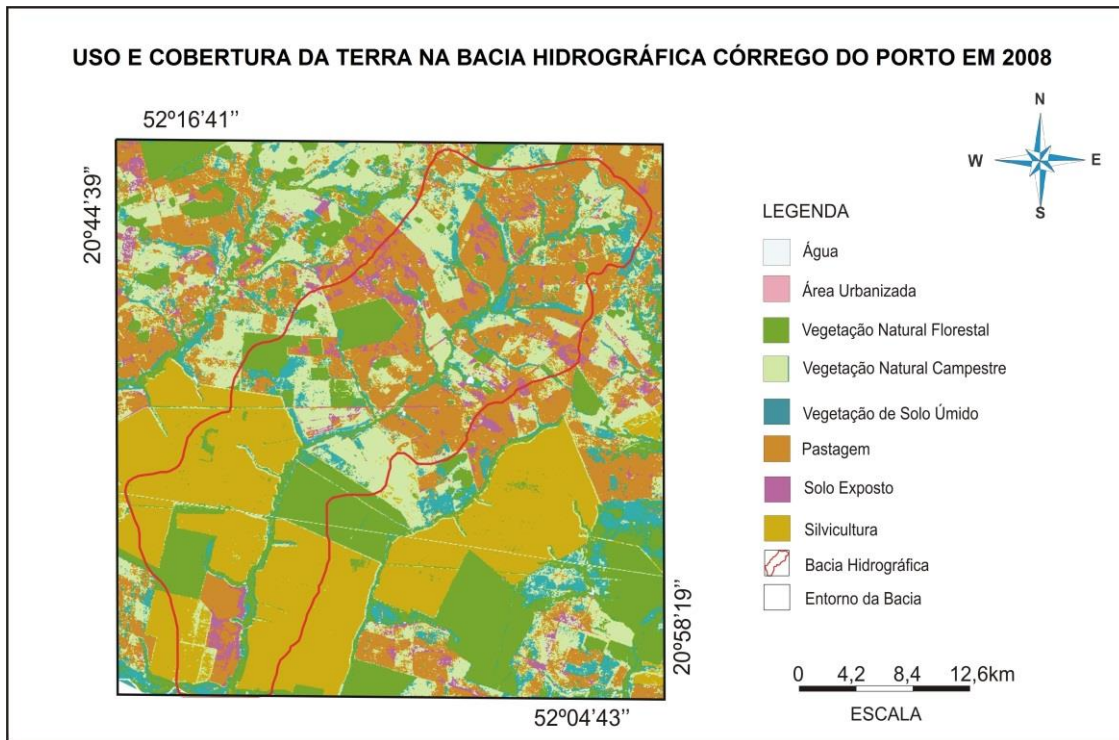 USO E COBERTURA DA TERRA NA BACIA HIDROGRÁFICA CÓRREGO DO PORTO EM 2008
52º16'41''
20º44'39''
N
W
E
S
LEGENDA
Água
Área Urbanizada
Vegetação Natural Florestal
Vegetação Natural Campestre
Vegetação de Solo Úmido
Pastagem
Solo Exposto
Silvicultura
Bacia Hidrográfica
Entorno da Bacia
20º58'19''
52º04'43''
0 4,2 8,4 12,6km
ESCALA